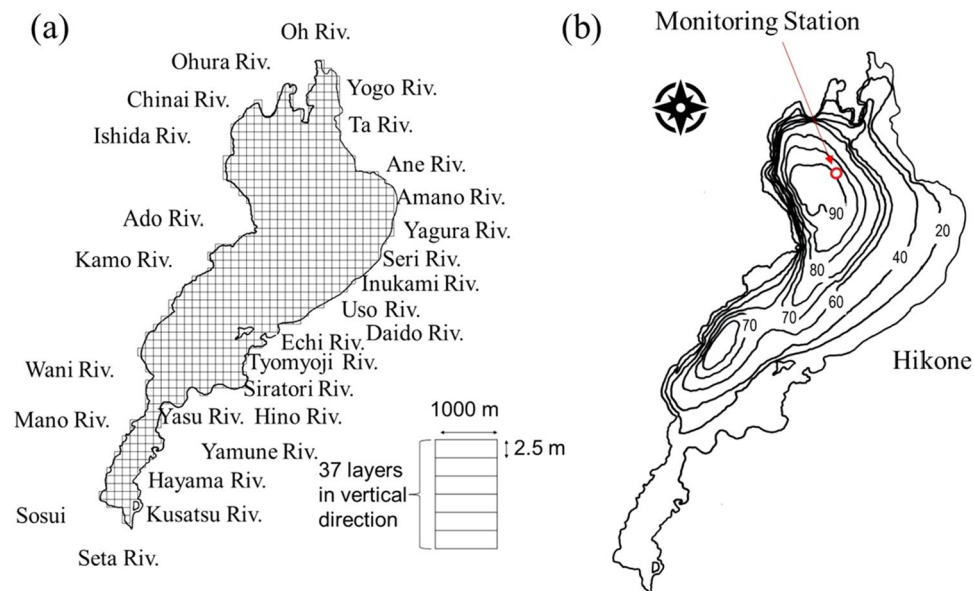 (a)
Oh Riv.
Ohura Riv.
Yogo Riv.
Chinai Riv.
Ta Riv.
Ishida Riv.
Ane Riv.
Amano Riv.
Ado Riv.
Yagura Riv.
Kamo Riv.
Seri Riv.
Inukami Riv.
Uso Riv.
Daido Riv.
Echi Riv.
Tyomyoji Riv.
Wani Riv.
Siratori Riv.
Mano Riv.
Yasu Riv.
Hino Riv.
Yamune Riv.
Hayama Riv.
Sosui
Kusatsu Riv.
Seta Riv.
1000 m
2.5 m
37 layers
in vertical
direction
(b)
Monitoring Station
90
20
80
40
60
70
70
Hikone